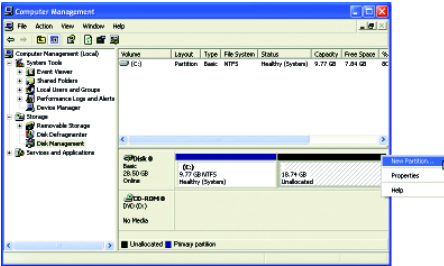 Computer Management
File Action View Window Help
Computer Management (Local)
System Tools
Event Viewer
Shared Folders
Local Users and Groups
Performance Logs and Alerts
Device Manager
Storage
Removable Storage
Disk Defragmenter
Disk Management
Services and Applications
Volume Layout Type File System Status Capacity Free Space %
(C:) Partition Basic NTFS Healthy (System) 9.77 GB 7.84 GB 80
Disk 0
Basic
28.50 GB
Online
(C:)
9.77 GB NTFS
Healthy (System)
18.74 GB
Unallocated
CD-ROM 0
DVD (D:)
No Media
Unallocated Primary partition
New Partition...
Properties
Help